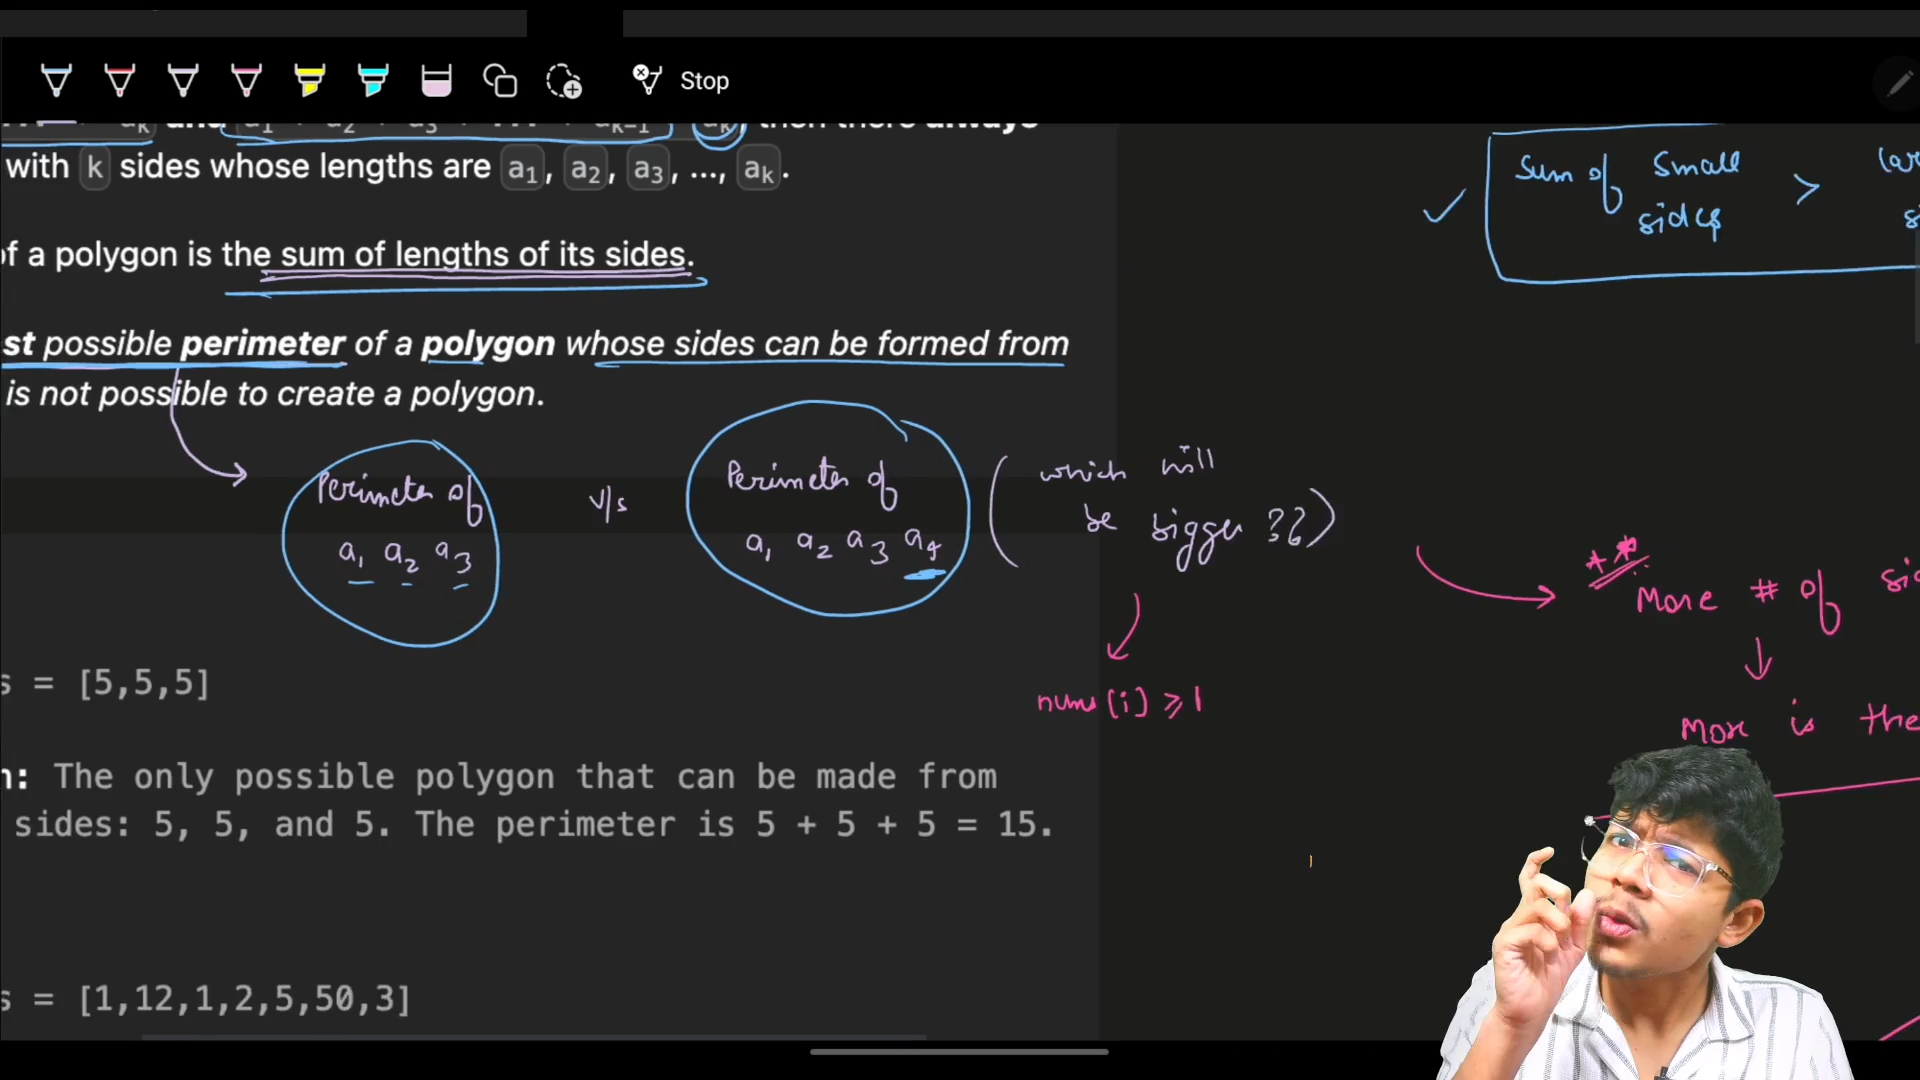 Stop
with k sides whose lengths are a1, a2, a3, ..., ak.
of a polygon is the sum of lengths of its sides.
st possible perimeter of a polygon whose sides can be formed from
is not possible to create a polygon.
Sum of small
sides
>
✓
Perimeter of
a1 a2 a3
v/s
Perimeter of
a1 a2 a3 a4
(which will
be bigger ??)
nums[i] ⩾ 1
** More # of
More is the
s = [5,5,5]
n: The only possible polygon that can be made from
sides: 5, 5, and 5. The perimeter is 5 + 5 + 5 = 15.
s = [1,12,1,2,5,50,3]